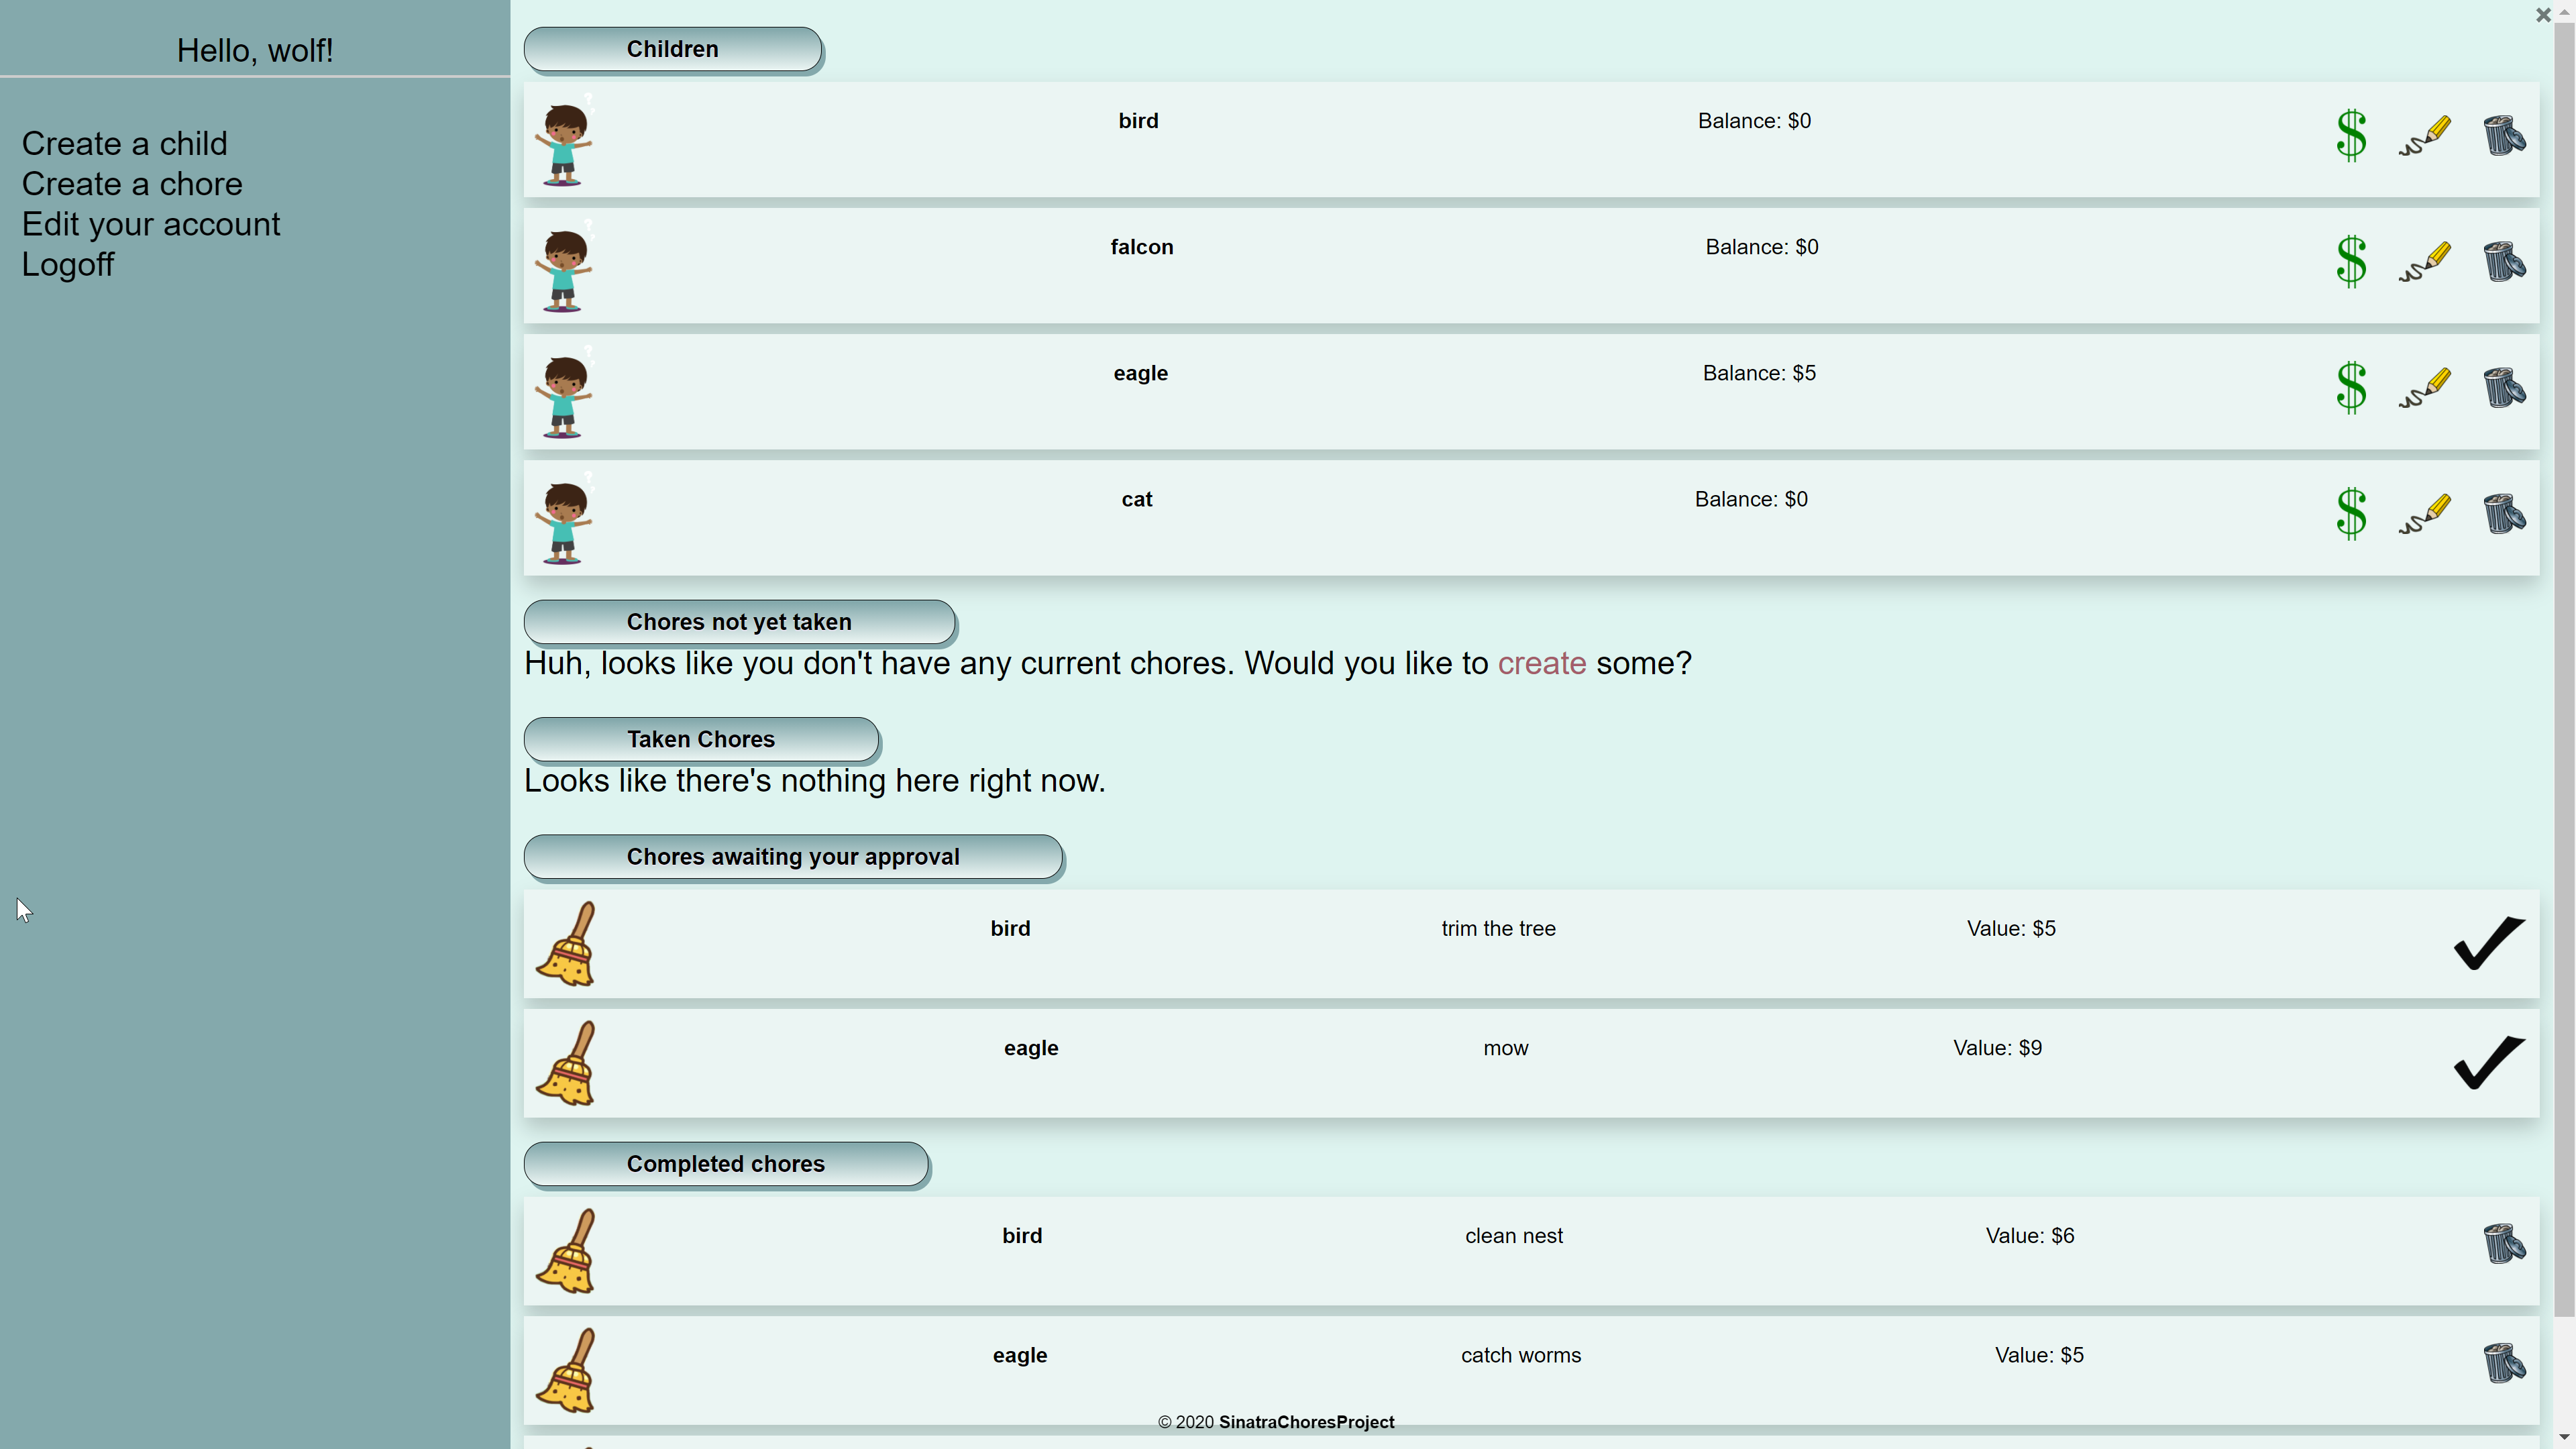 Hello, wolf!
Create a child
Create a chore
Edit your account
Logoff
Children
bird Balance: $0
falcon Balance: $0
eagle Balance: $5
cat Balance: $0
Chores not yet taken
Huh, looks like you don't have any current chores. Would you like to create some?
Taken Chores
Looks like there's nothing here right now.
Chores awaiting your approval
bird trim the tree Value: $5
eagle mow Value: $9
Completed chores
bird clean nest Value: $6
eagle catch worms Value: $5
© 2020 SinatraChoresProject